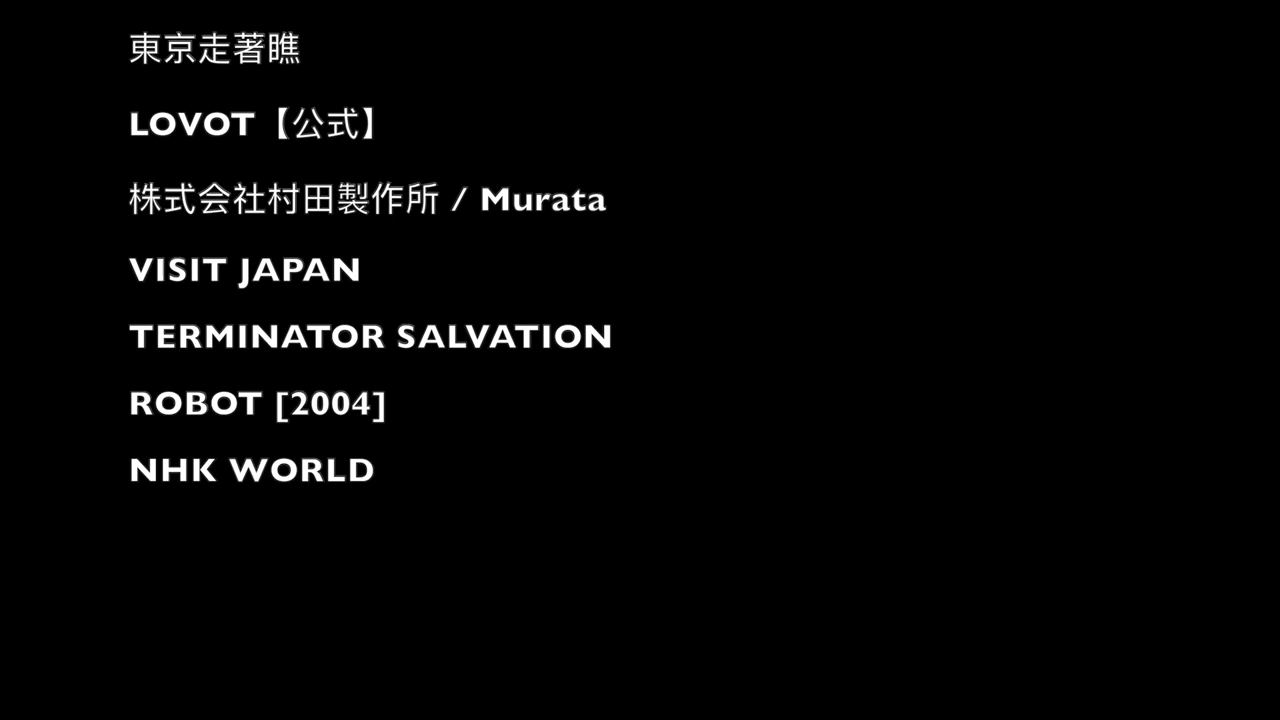 東京走著瞧
LOVOT【公式】
株式会社村田製作所 / Murata
VISIT JAPAN
TERMINATOR SALVATION
ROBOT [2004]
NHK WORLD